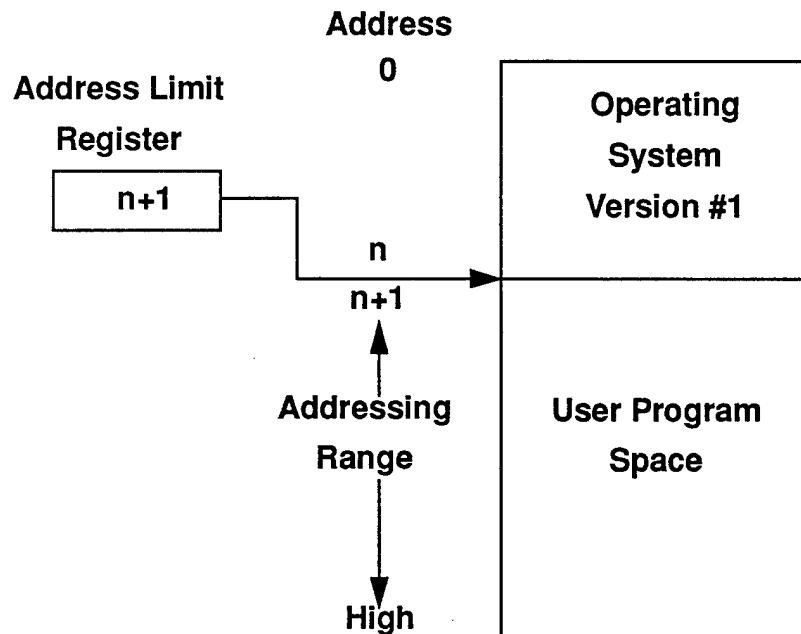 Address
0
Address Limit
Register
n+1
Operating
System
Version #1
n
n+1
Addressing
Range
User Program
Space
High